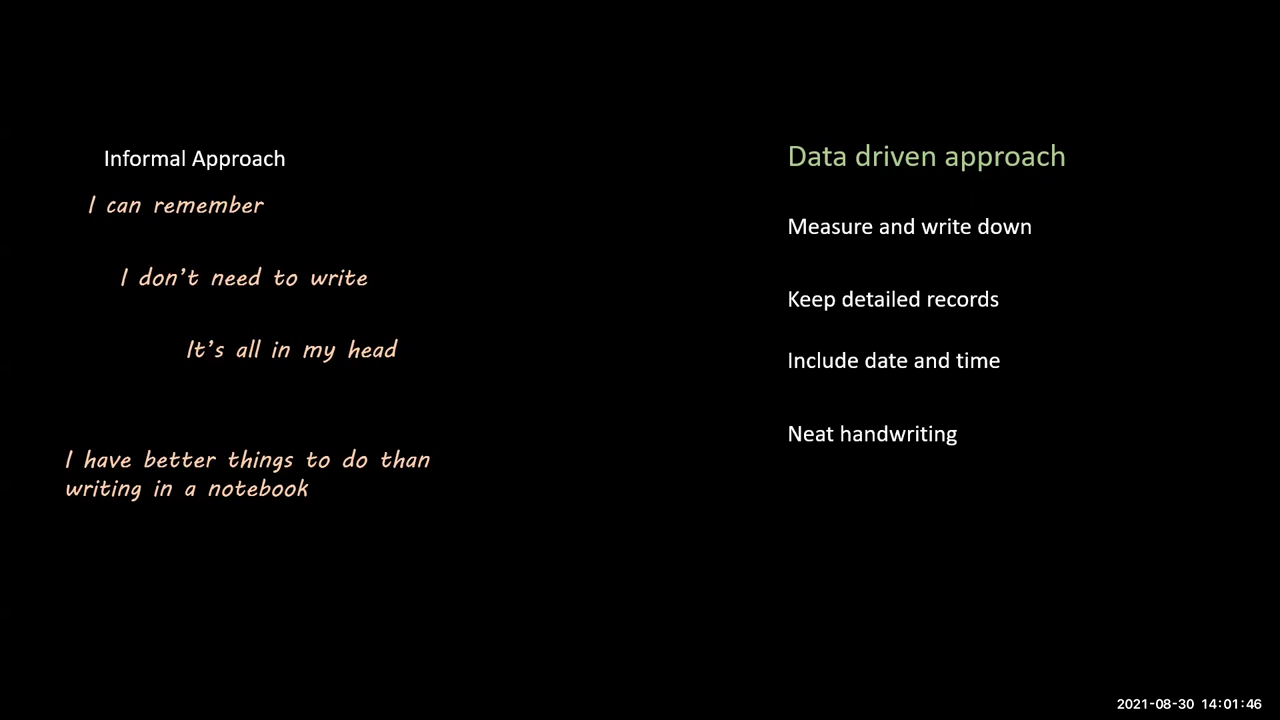 Informal Approach
I can remember
I don't need to write
It's all in my head
I have better things to do than
writing in a notebook
Data driven approach
Measure and write down
Keep detailed records
Include date and time
Neat handwriting
2021-08-30 14:01:46